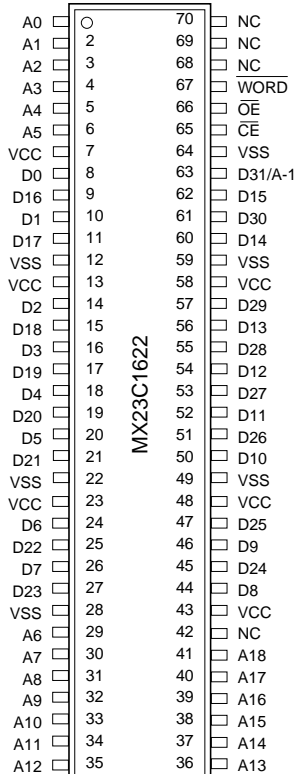 A0 70 NC
A1 2 69 NC
A2 3 68 NC
A3 4 67 WORD
A4 5 66 OE
A5 6 65 CE
VCC 7 64 VSS
D0 8 63 D31/A-1
D16 9 62 D15
D1 10 61 D30
D17 11 60 D14
VSS 12 59 VSS
VCC 13 58 VCC
D2 14 57 D29
D18 15 56 D13
D3 16 55 D28
D19 17 54 D12
D4 18 53 D27
D20 19 52 D11
D5 20 51 D26
D21 21 50 D10
VSS 22 49 VSS
VCC 23 48 VCC
D6 24 47 D25
D22 25 46 D9
D7 26 45 D24
D23 27 44 D8
VSS 28 43 VCC
A6 29 42 NC
A7 30 41 A18
A8 31 40 A17
A9 32 39 A16
A10 33 38 A15
A11 34 37 A14
A12 35 36 A13
MX23C1622